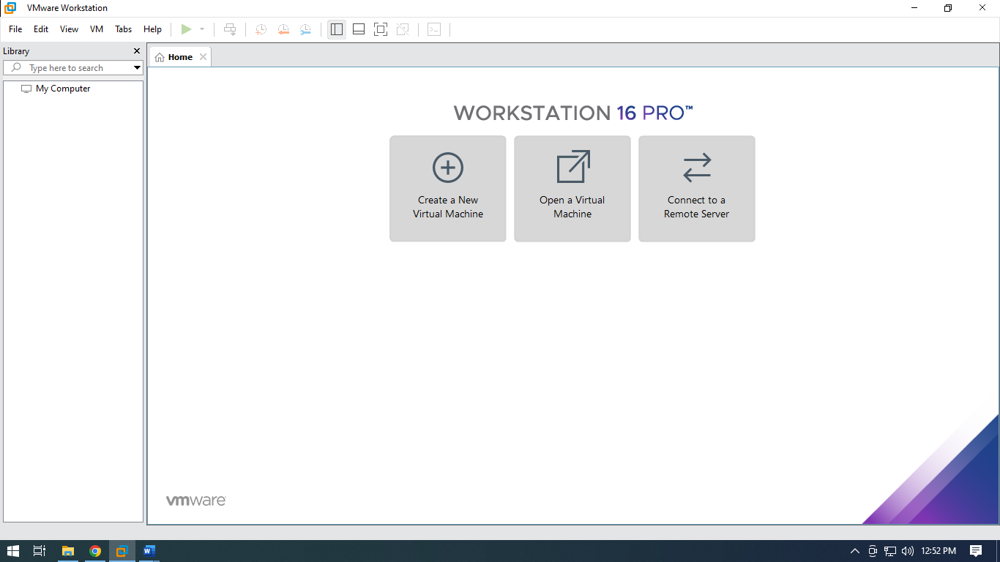 VMware Workstation
File Edit View VM Tabs Help
Library
Home
Type here to search
My Computer
WORKSTATION 16 PRO™
Create a New
Virtual Machine
Open a Virtual
Machine
Connect to a
Remote Server
vmware
12:52 PM